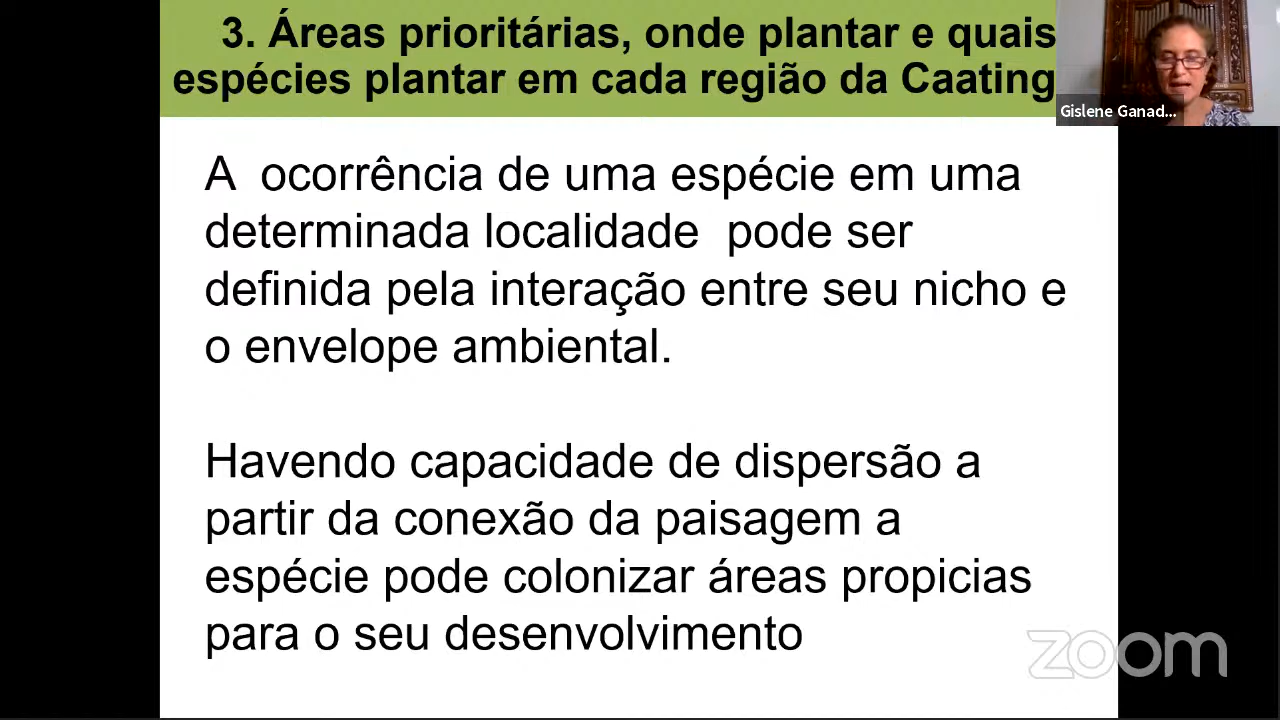 3. Áreas prioritárias, onde plantar e quais
espécies plantar em cada região da Caating
Gislene Ganad...
A ocorrência de uma espécie em uma
determinada localidade pode ser
definida pela interação entre seu nicho e
o envelope ambiental.
Havendo capacidade de dispersão a
partir da conexão da paisagem a
espécie pode colonizar áreas propicias
para o seu desenvolvimento
zoom